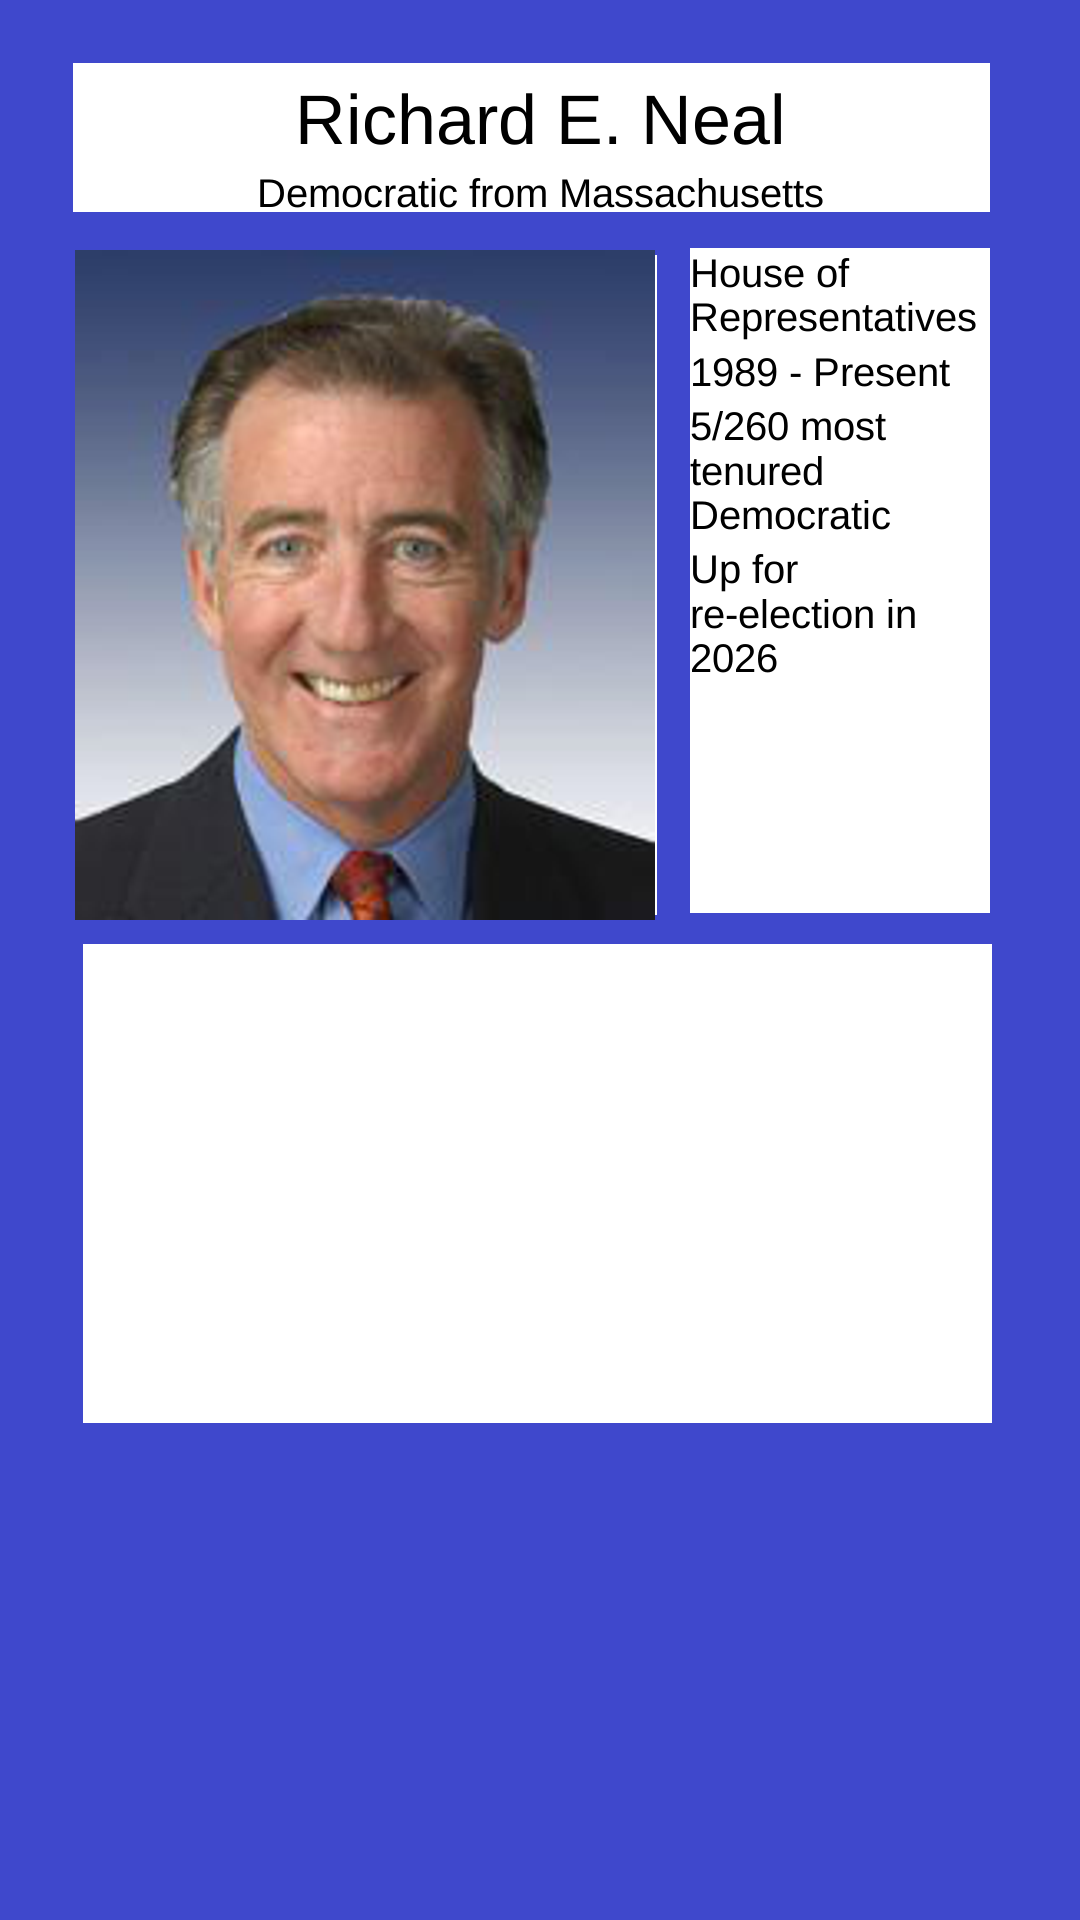 Richard E. Neal
Democratic from Massachusetts
House of
Representatives
1989 - Present
5/260 most
tenured
Democratic
Up for
re-election in
2026